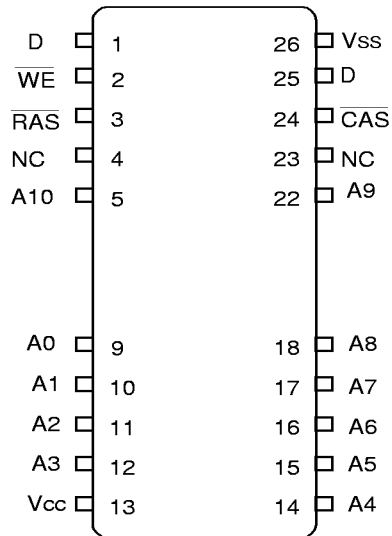 D 1 26 Vss
WE 2 25 D
RAS 3 24 CAS
NC 4 23 NC
A10 5 22 A9
A0 9 18 A8
A1 10 17 A7
A2 11 16 A6
A3 12 15 A5
Vcc 13 14 A4